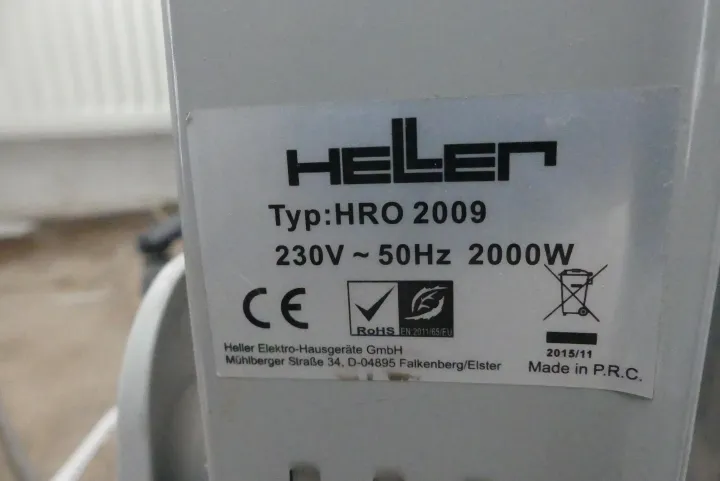 HELLER
Typ:HRO 2009
230V ~ 50Hz 2000W
CE
RoHS
EN 2011/65/EU
2015/11
Heller Elektro-Hausgeräte GmbH
Mühlberger Straße 34, D-04895 Falkenberg/Elster
Made in P.R.C.